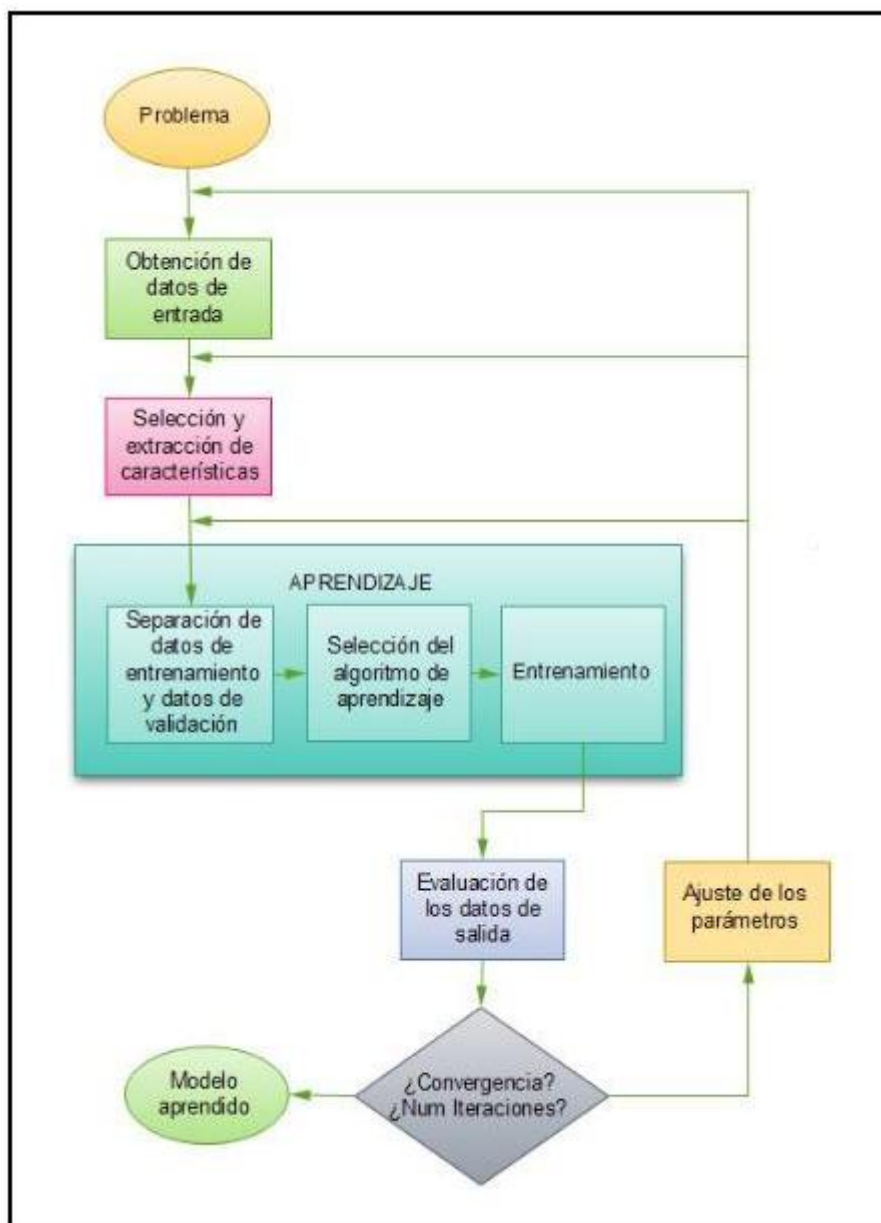 Problema
Obtención de
datos de
entrada
Selección y
extracción de
características
APRENDIZAJE
Separación de
datos de
entrenamiento
y datos de
validación
Selección del
algoritmo de
aprendizaje
Entrenamiento
Evaluación de
los datos de
salida
Ajuste de los
parámetros
¿Convergencia?
¿Num Iteraciones?
Modelo
aprendido